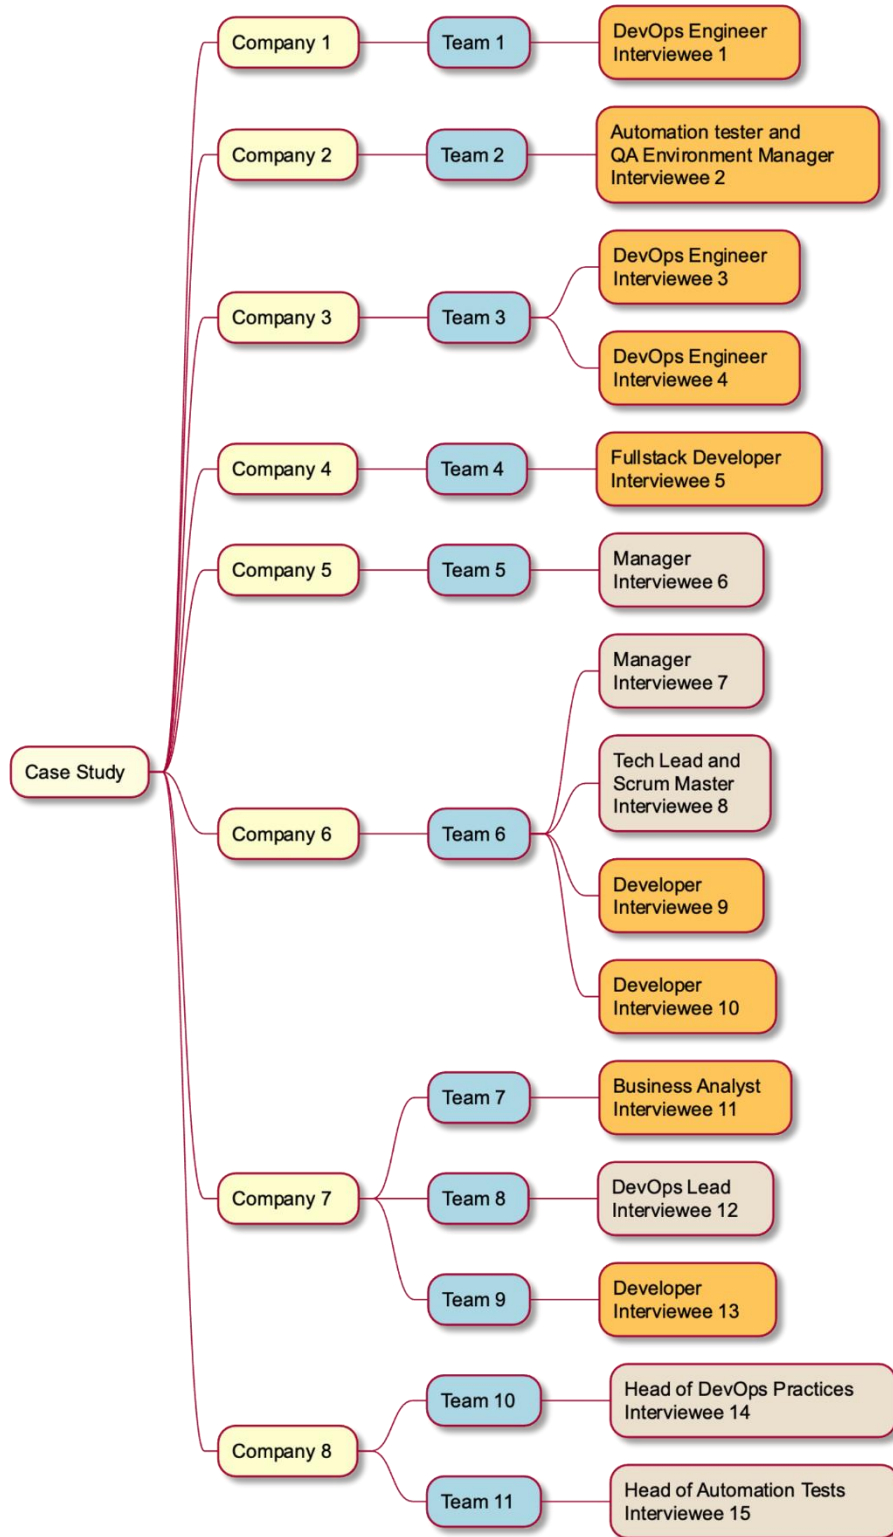 Company 1
Team 1
DevOps Engineer
Interviewee 1
Company 2
Team 2
Automation tester and
QA Environment Manager
Interviewee 2
Company 3
Team 3
DevOps Engineer
Interviewee 3
DevOps Engineer
Interviewee 4
Company 4
Team 4
Fullstack Developer
Interviewee 5
Company 5
Team 5
Manager
Interviewee 6
Case Study
Company 6
Team 6
Manager
Interviewee 7
Tech Lead and
Scrum Master
Interviewee 8
Developer
Interviewee 9
Developer
Interviewee 10
Company 7
Team 7
Business Analyst
Interviewee 11
Team 8
DevOps Lead
Interviewee 12
Team 9
Developer
Interviewee 13
Company 8
Team 10
Head of DevOps Practices
Interviewee 14
Team 11
Head of Automation Tests
Interviewee 15